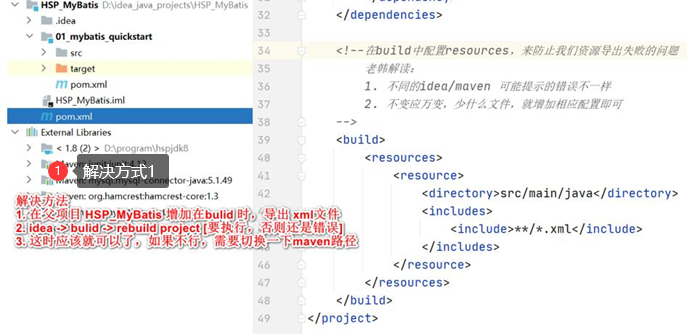 HSP_MyBatis D:\idea_java_projects\HSP_MyBatis
.idea
01_mybatis_quickstart
src
target
pom.xml
HSP_MyBatis.iml
pom.xml
External Libraries
< 1.8 (2) > D:\program\hspjdk8
Maven: junit:junit:4.12
Maven: mysql:mysql-connector-java:5.1.49
Maven: org.hamcrest:hamcrest-core:1.3
1 解决方式1
解决方法
1. 在父项目 HSP_MyBatis 增加在bulid 时，导出 xml文件
2. idea -> bulid -> rebuild project [要执行，否则还是错误]
3. 这时应该就可以了，如果不行，需要切换一下maven路径
32 </dependencies>
33
34 <!--在build中配置resources，来防止我们资源导出失败的问题
35 老韩解读：
36 1. 不同的idea/maven 可能提示的错误不一样
37 2. 不变应万变，少什么文件，就增加相应配置即可
38 -->
39 <build>
40 <resources>
41 <resource>
42 <directory>src/main/java</directory>
43 <includes>
44 <include>**/*.xml</include>
</includes>
46 </resource>
47 </resources>
48 </build>
49 </project>